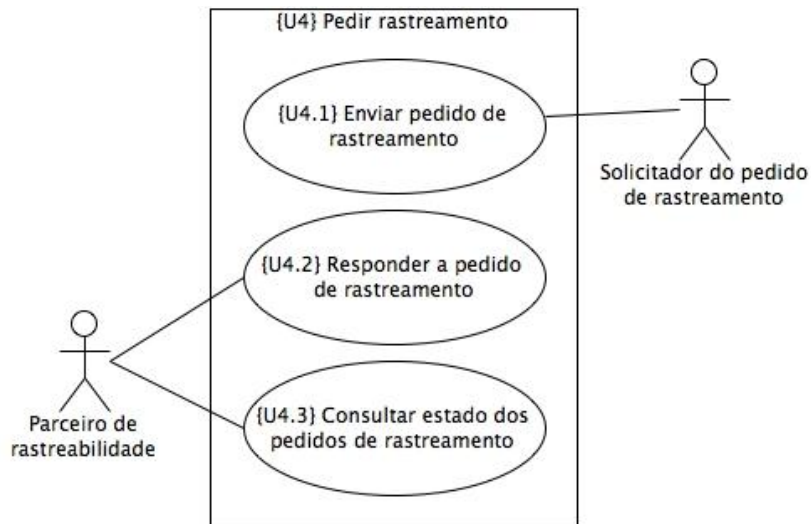 {U4} Pedir rastreamento
{U4.1} Enviar pedido de
rastreamento
Solicitador do pedido
de rastreamento
{U4.2} Responder a pedido
de rastreamento
Parceiro de
rastreabilidade
{U4.3} Consultar estado dos
pedidos de rastreamento